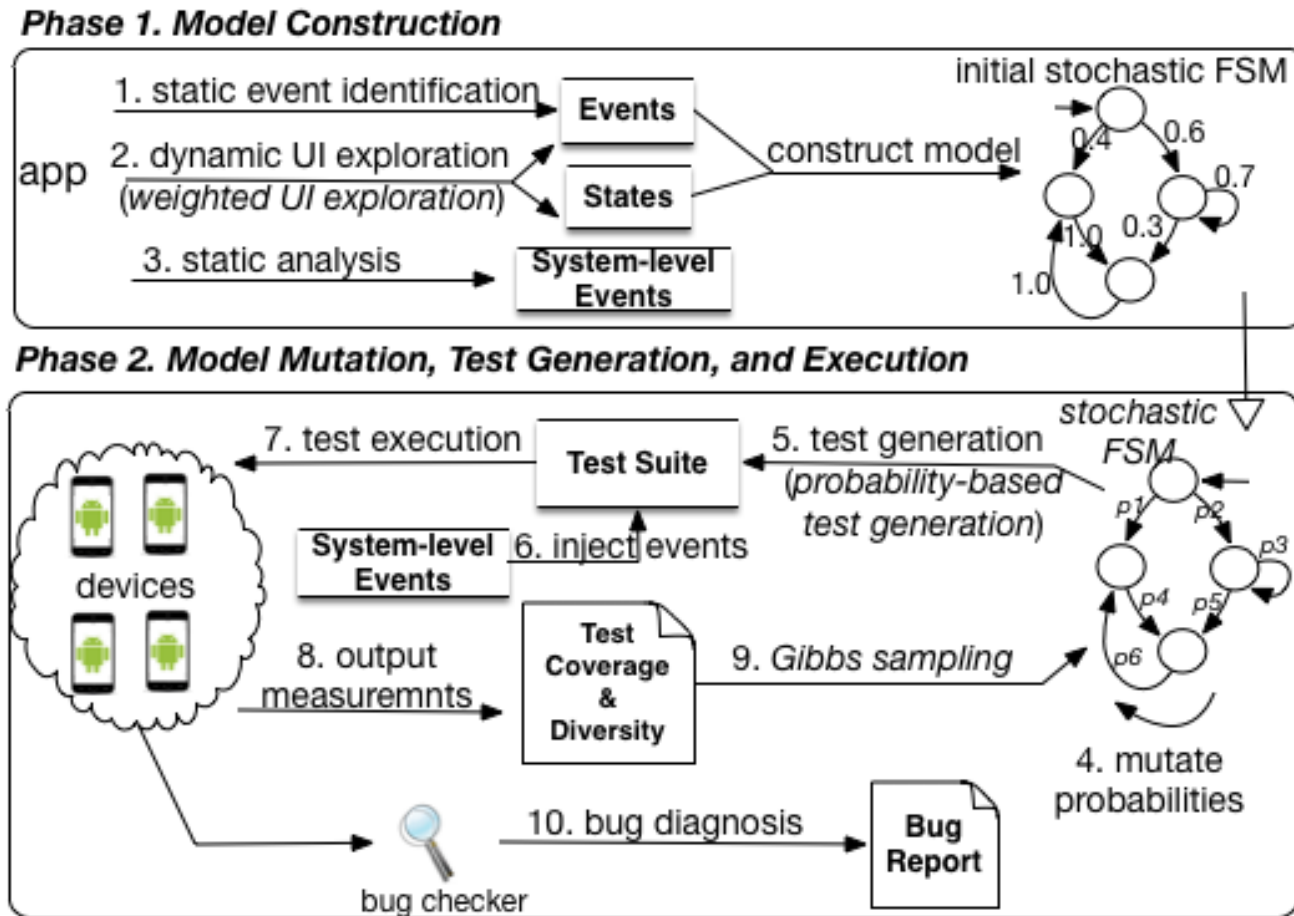 Phase 1. Model Construction
1. static event identification
Events
initial stochastic FSM
app
2. dynamic UI exploration
(weighted UI exploration)
States
construct model
0.4
0.6
0.7
1.0
0.3
1.0
3. static analysis
System-level
Events
Phase 2. Model Mutation, Test Generation, and Execution
7. test execution
Test Suite
5. test generation
(probability-based
test generation)
stochastic
FSM
p1
p2
p3
p4
p5
p6
devices
System-level
Events
6. inject events
8. output
measuremnts
Test
Coverage
&
Diversity
9. Gibbs sampling
4. mutate
probabilities
bug checker
10. bug diagnosis
Bug
Report